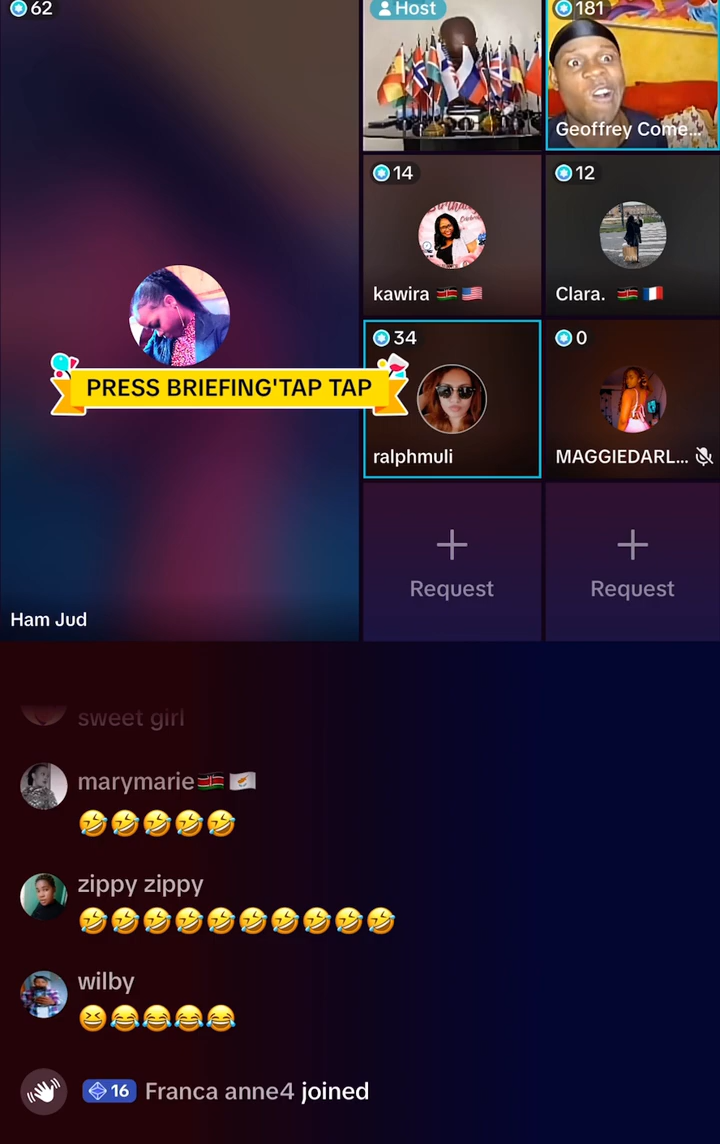 62
Host
181
Geoffrey Come...
14
kawira 🇰🇪🇺🇸
12
Clara. 🇰🇪🇫🇷
PRESS BRIEFING'TAP TAP
34
ralphmuli
0
MAGGIEDARL...
Request
Request
Ham Jud
sweet girl
marymarie🇰🇪🇨🇾
🤣🤣🤣🤣🤣
zippy zippy
🤣🤣🤣🤣🤣🤣🤣🤣🤣🤣
wilby
😆😂😂😂😂
16 Franca anne4 joined